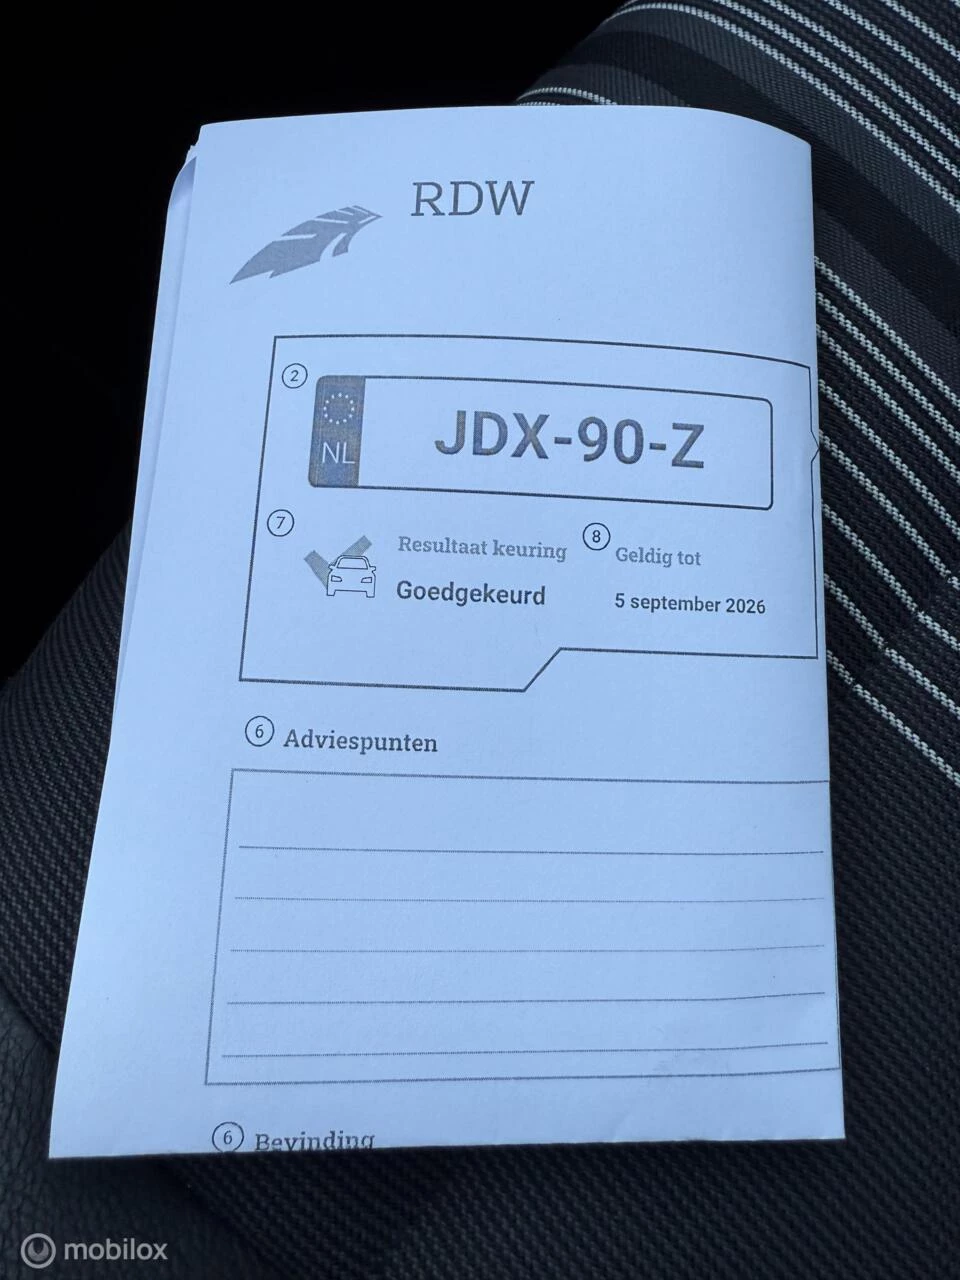 RDW
2
NL
JDX-90-Z
7
Resultaat keuring
Goedgekeurd
8
Geldig tot
5 september 2026
6 Adviespunten
6 Bevinding
mobilox